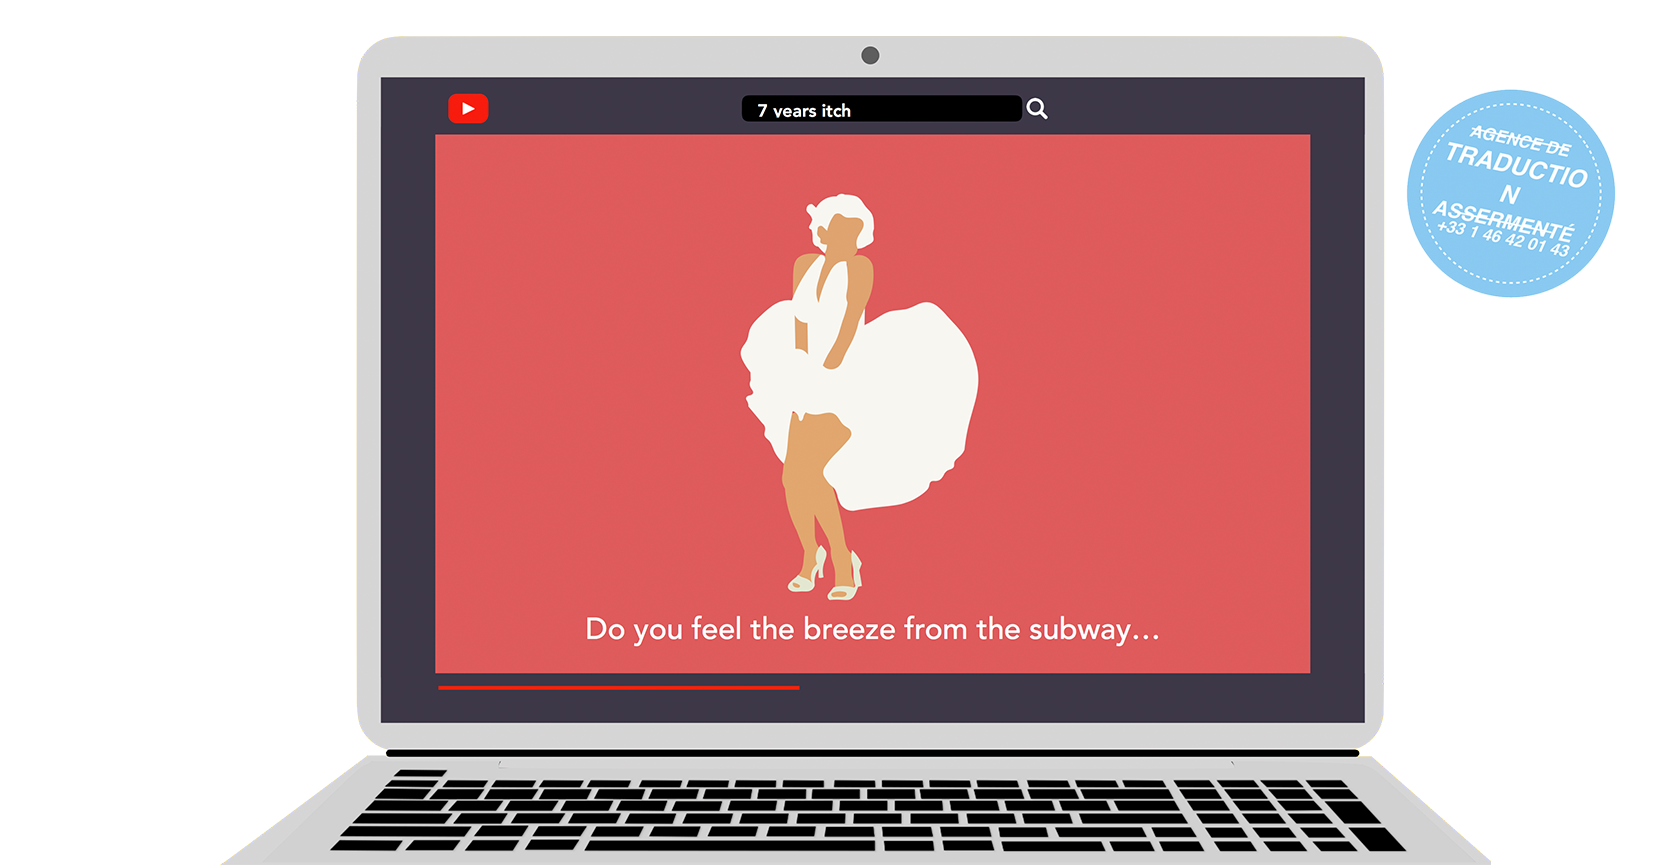 7 years itch
AGENCE DE
TRADUCTIO
N
ASSERMENTÉ
+33 1 46 42 01 43
Do you feel the breeze from the subway...